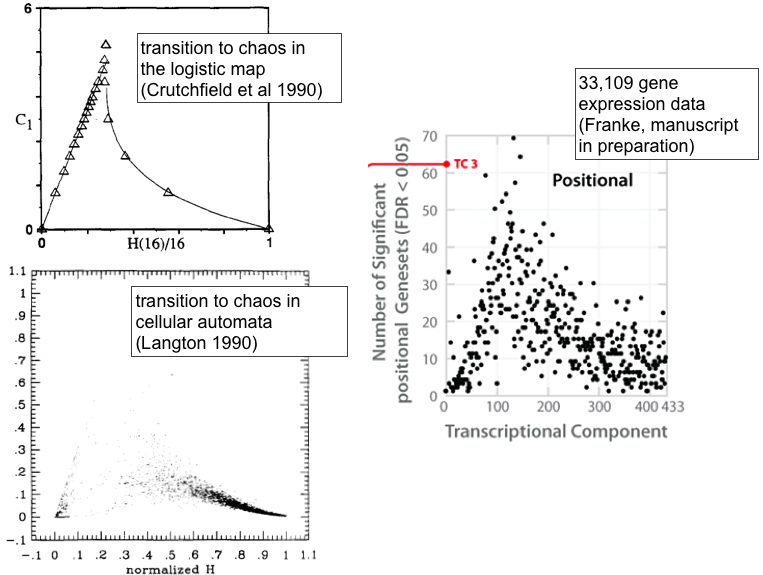 6
C1
0
0
H(16)/16
1
transition to chaos in
the logistic map
(Crutchfield et al 1990)
33,109 gene
expression data
(Franke, manuscript
in preparation)
Number of Significant
positional Genesets (FDR < 0.05)
70
60
50
40
30
20
10
0
TC 3
Positional
0 100 200 300 400 433
Transcriptional Component
transition to chaos in
cellular automata
(Langton 1990)
1.1
1
.9
.8
.7
.6
.5
.4
.3
.2
.1
0
-.1
-.1 0 .1 .2 .3 .4 .5 .6 .7 .8 .9 1 1.1
normalized H